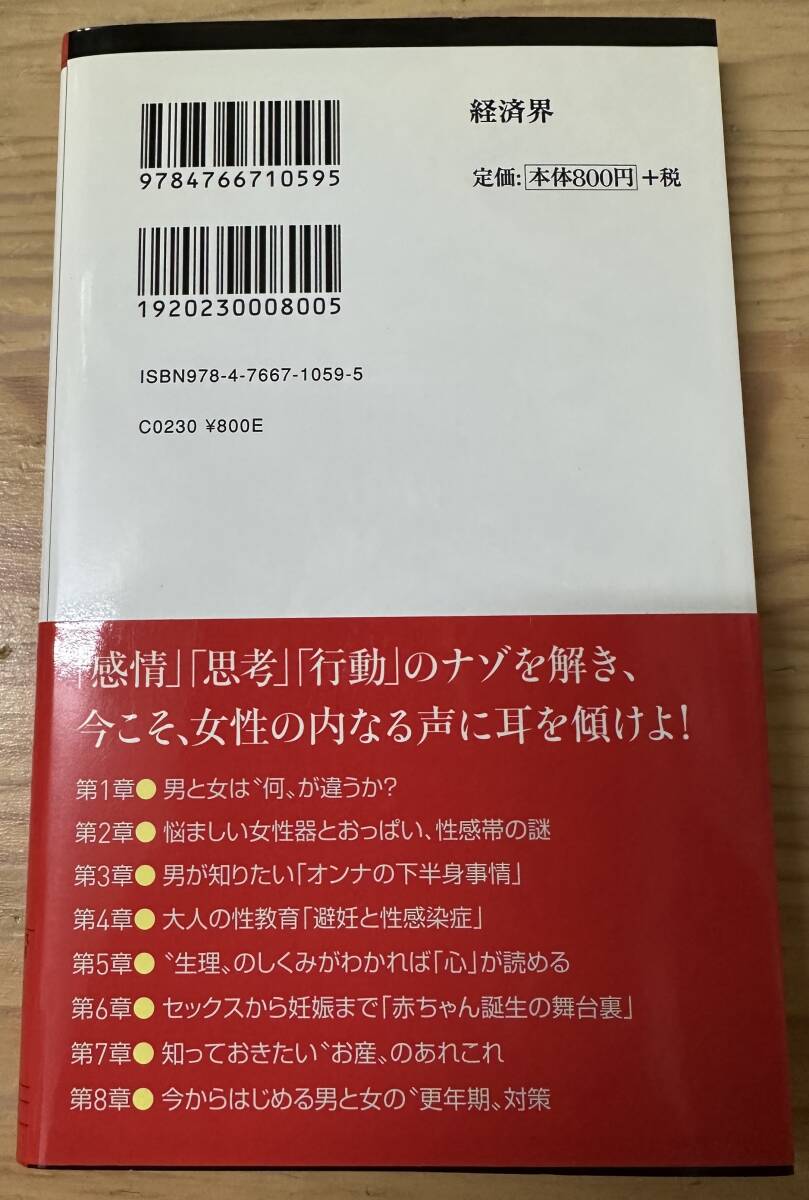 9784766710595
経済界
定価:本体800円+税
1920230008005
ISBN978-4-7667-1059-5
C0230 ¥800E
「感情」「思考」「行動」のナゾを解き、
今こそ、女性の内なる声に耳を傾けよ!
第1章●男と女は〝何〟が違うか?
第2章●悩ましい女性器とおっぱい、性感帯の謎
第3章●男が知りたい「オンナの下半身事情」
第4章●大人の性教育「避妊と性感染症」
第5章●〝生理〟のしくみがわかれば「心」が読める
第6章●セックスから妊娠まで「赤ちゃん誕生の舞台裏」
第7章●知っておきたい〝お産〟のあれこれ
第8章●今からはじめる男と女の〝更年期〟対策